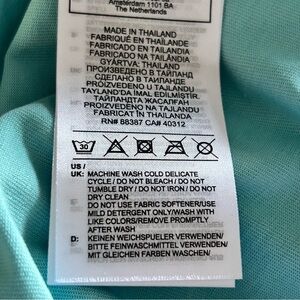 Amsterdam 1101 BA
The Netherlands
MADE IN THAILAND
FABRIQUÉ EN THAÏLANDE
FABRICADO EN TAILANDIA
FABRICADO NA TAILÂNDIA
GYÁRTVA: THAIFÖLD
ПРОИЗВЕДЕНО В ТАИЛАНДЕ
СДЕЛАНО В ТАЙЛАНД
TAYLAND'DA İMAL EDİLMİŞTİR.
ТАЙЛАНДТА ЖАСАЛҒАН
PROIZVEDENO NA TAJLANDU
FABRICAT ÎN THAILANDA
RN# 88387 CA# 40312
30
US /
UK: MACHINE WASH COLD DELICATE
CYCLE / DO NOT BLEACH / DO NOT
TUMBLE DRY / DO NOT IRON / DO NOT
DRY CLEAN
DO NOT USE FABRIC SOFTENER/USE
MILD DETERGENT ONLY/WASH WITH
LIKE COLORS/REMOVE PROMPTLY
AFTER WASH
D: KEINEN WEICHSPUELER VERWENDEN/
BITTE FEINWASCHMITTEL VERWENDEN/
MIT GLEICHEN FARBEN WASCHEN/